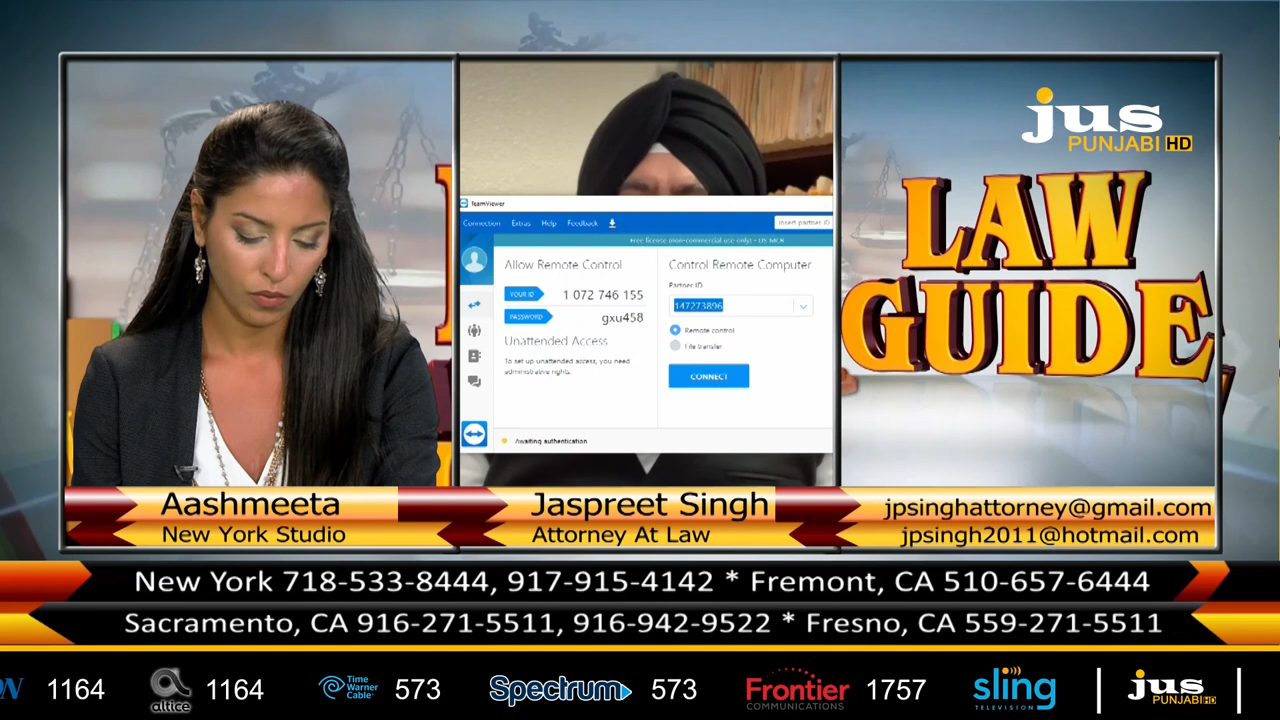 jus
PUNJABI HD
LAW
GUIDE
TeamViewer
Connection Extras Help Feedback
Insert partner ID
Free license (non-commercial use only) - US MCR
Allow Remote Control
YOUR ID 1 072 746 155
PASSWORD gxu458
Unattended Access
To set up unattended access, you need
administrative rights.
Control Remote Computer
Partner ID
147273896
Remote control
File transfer
CONNECT
Awaiting authentication
Aashmeeta
New York Studio
Jaspreet Singh
Attorney At Law
jpsinghattorney@gmail.com
jpsingh2011@hotmail.com
New York 718-533-8444, 917-915-4142 * Fremont, CA 510-657-6444
Sacramento, CA 916-271-5511, 916-942-9522 * Fresno, CA 559-271-5511
1164 altice 1164 Time Warner Cable 573 Spectrum 573 Frontier COMMUNICATIONS 1757 sling TELEVISION jus PUNJABI HD